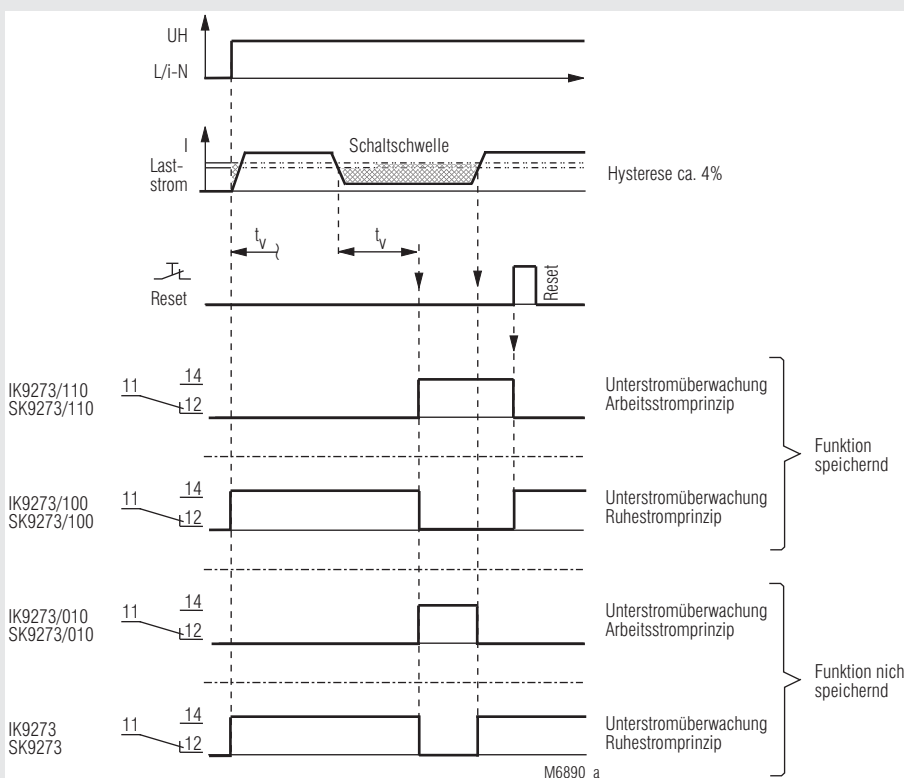 UH
L/i-N
I
Last-
strom
Schaltschwelle
Hysterese ca. 4%
tv
tv
Reset
Reset
IK9273/110
SK9273/110
11
14
12
Unterstromüberwachung
Arbeitsstromprinzip
Funktion
speichernd
IK9273/100
SK9273/100
11
14
12
Unterstromüberwachung
Ruhestromprinzip
IK9273/010
SK9273/010
11
14
12
Unterstromüberwachung
Arbeitsstromprinzip
Funktion nich
speichernd
IK9273
SK9273
11
14
12
Unterstromüberwachung
Ruhestromprinzip
M6890_a